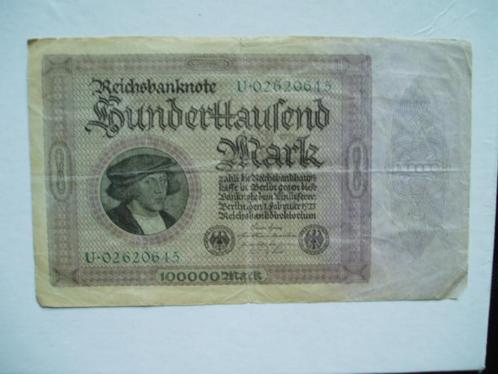 Reichsbanknote U·02620645
Hunderttausend
Mark
zahlt die Reichsbankhaupt-
kasse in Berlin gegen diese
Banknote dem Einlieferer
Berlin, den 1. Februar 1923
Reichsbankdirektorium
U·02620645
100000 Mark